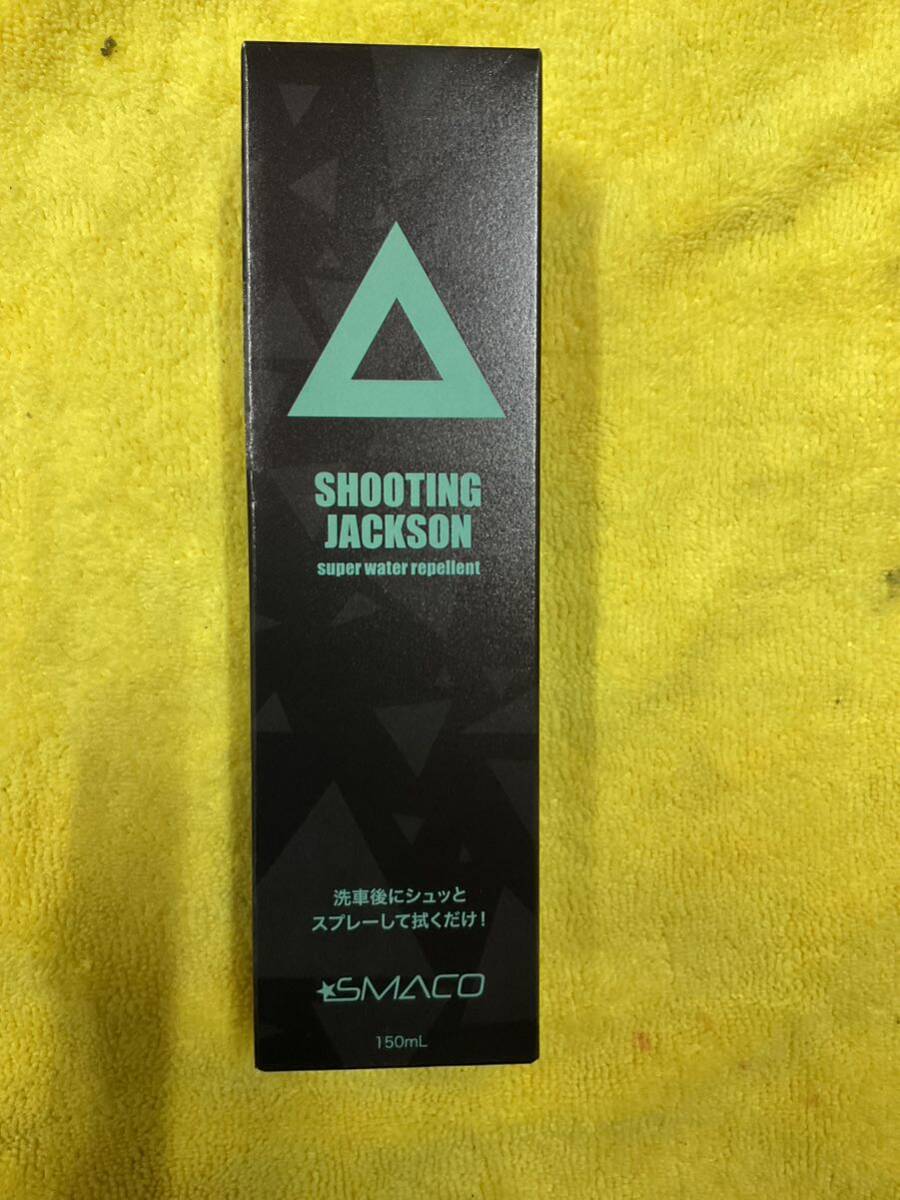 SHOOTING
JACKSON
super water repellent
洗車後にシュッと
スプレーして拭くだけ!
SMACO
150mL